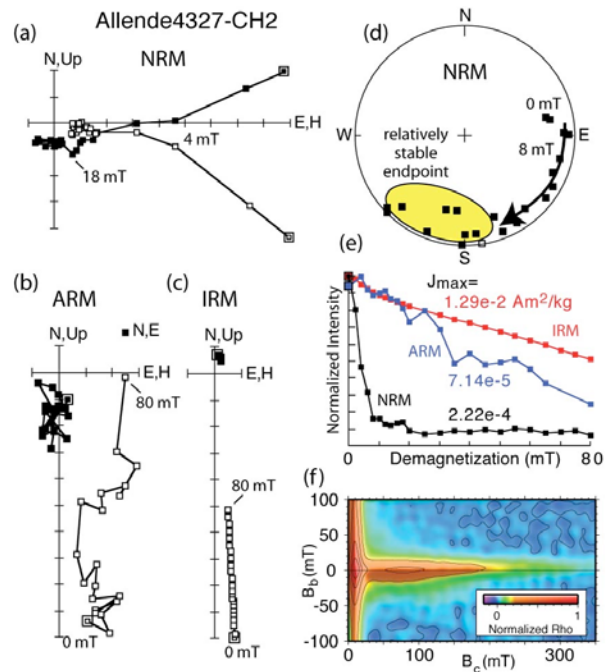 Allende4327-CH2
(a)
NRM
N,Up
E,H
4 mT
18 mT
(d)
N
NRM
0 mT
W
E
8 mT
relatively
stable
endpoint
S
(b)
ARM
N,E
N,Up
E,H
80 mT
0 mT
(c)
IRM
N,Up
E,H
80 mT
0 mT
(e)
Normalized Intensity
Jmax=
1.29e-2 Am²/kg
IRM
ARM
7.14e-5
NRM
2.22e-4
0
80
Demagnetization (mT)
(f)
Bb(mT)
100
50
0
-50
-100
0
1
Normalized Rho
0
100
200
300
Bc(mT)